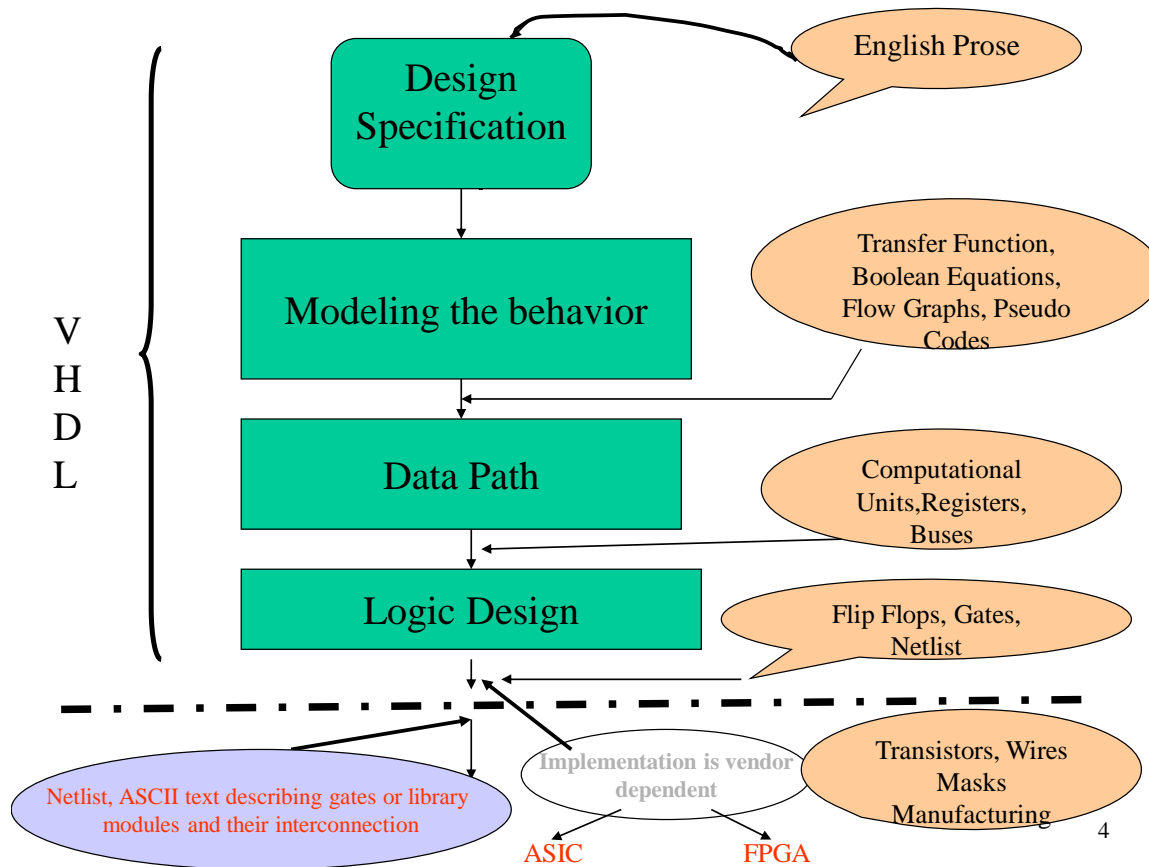 English Prose
Design
Specification
Transfer Function,
Boolean Equations,
Flow Graphs, Pseudo
Codes
Modeling the behavior
V
H
D
L
Data Path
Computational
Units,Registers,
Buses
Logic Design
Flip Flops, Gates,
Netlist
Implementation is vendor
dependent
Transistors, Wires
Masks
Manufacturing
Netlist, ASCII text describing gates or library
modules and their interconnection
ASIC
FPGA
4